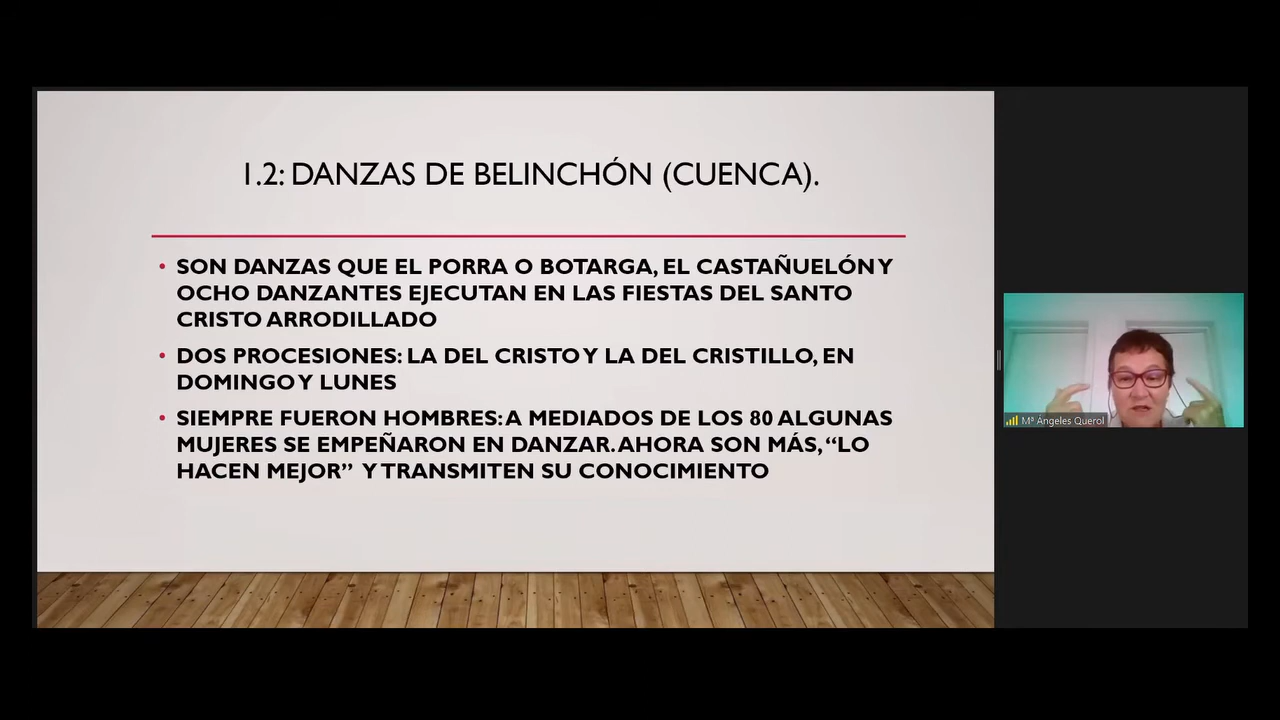 1.2: DANZAS DE BELINCHÓN (CUENCA).
• SON DANZAS QUE EL PORRA O BOTARGA, EL CASTAÑUELÓN Y
OCHO DANZANTES EJECUTAN EN LAS FIESTAS DEL SANTO
CRISTO ARRODILLADO
• DOS PROCESIONES: LA DEL CRISTO Y LA DEL CRISTILLO, EN
DOMINGO Y LUNES
• SIEMPRE FUERON HOMBRES: A MEDIADOS DE LOS 80 ALGUNAS
MUJERES SE EMPEÑARON EN DANZAR. AHORA SON MÁS, “LO
HACEN MEJOR” Y TRANSMITEN SU CONOCIMIENTO
Mª Ángeles Querol